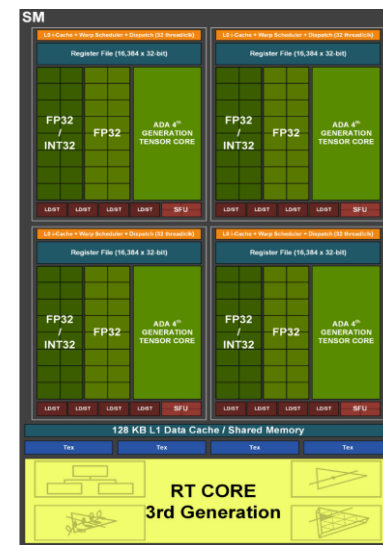 SM
L0 i-Cache + Warp Scheduler + Dispatch (32 thread/clk)
L0 i-Cache + Warp Scheduler + Dispatch (32 thread/clk)
Register File (16,384 x 32-bit)
Register File (16,384 x 32-bit)
FP32
/
INT32
FP32
ADA 4th
GENERATION
TENSOR CORE
FP32
/
INT32
FP32
ADA 4th
GENERATION
TENSOR CORE
LD/ST LD/ST LD/ST LD/ST SFU
LD/ST LD/ST LD/ST LD/ST SFU
L0 i-Cache + Warp Scheduler + Dispatch (32 thread/clk)
L0 i-Cache + Warp Scheduler + Dispatch (32 thread/clk)
Register File (16,384 x 32-bit)
Register File (16,384 x 32-bit)
FP32
/
INT32
FP32
ADA 4th
GENERATION
TENSOR CORE
FP32
/
INT32
FP32
ADA 4th
GENERATION
TENSOR CORE
LD/ST LD/ST LD/ST LD/ST SFU
LD/ST LD/ST LD/ST LD/ST SFU
128 KB L1 Data Cache / Shared Memory
Tex Tex Tex Tex
RT CORE
3rd Generation